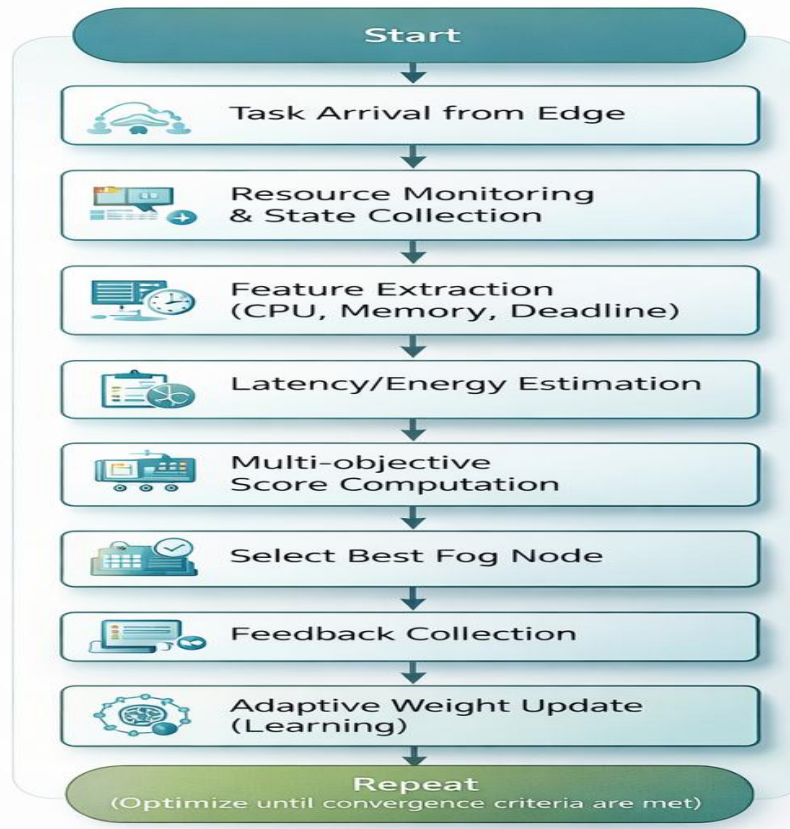 Start
Task Arrival from Edge
Resource Monitoring
& State Collection
Feature Extraction
(CPU, Memory, Deadline)
Latency/Energy Estimation
Multi-objective
Score Computation
Select Best Fog Node
Feedback Collection
Adaptive Weight Update
(Learning)
Repeat
(Optimize until convergence criteria are met)